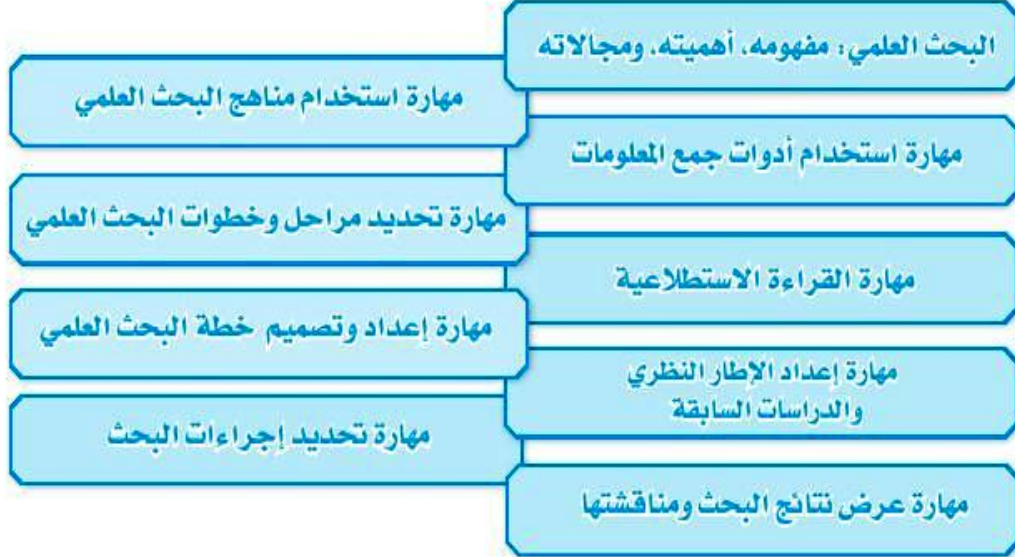 البحث العلمي: مفهومه، أهميته، ومجالاته
مهارة استخدام مناهج البحث العلمي
مهارة استخدام أدوات جمع المعلومات
مهارة تحديد مراحل وخطوات البحث العلمي
مهارة القراءة الاستطلاعية
مهارة إعداد وتصميم خطة البحث العلمي
مهارة إعداد الإطار النظري
والدراسات السابقة
مهارة تحديد إجراءات البحث
مهارة عرض نتائج البحث ومناقشتها